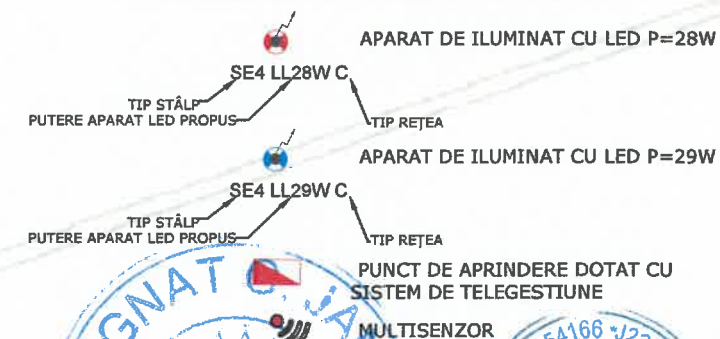 APARAT DE ILUMINAT CU LED P=28W
SE4 LL28W C
TIP STÂLP
PUTERE APARAT LED PROPUS
TIP REȚEA
APARAT DE ILUMINAT CU LED P=29W
SE4 LL29W C
TIP STÂLP
PUTERE APARAT LED PROPUS
TIP REȚEA
PUNCT DE APRINDERE DOTAT CU
SISTEM DE TELEGESTIUNE
MULTISENZOR